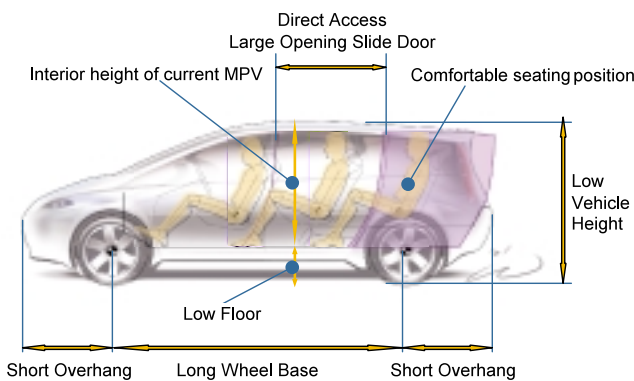 Direct Access
Large Opening Slide Door
Interior height of current MPV
Comfortable seating position
Low
Vehicle
Height
Low Floor
Short Overhang
Long Wheel Base
Short Overhang